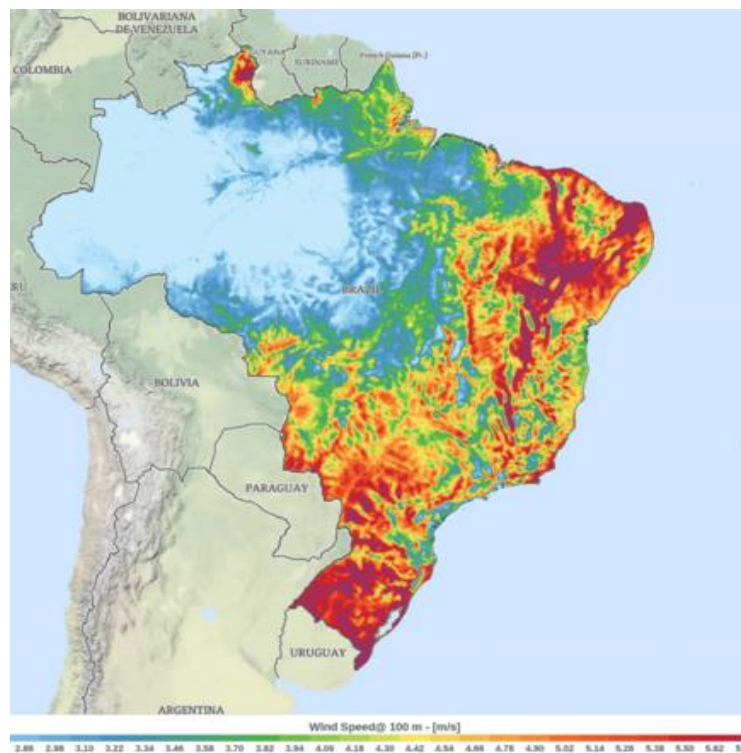 BOLIVARIANA
DE VENEZUELA
GUYANA
SURINAME
French Guiana [Fr.]
COLOMBIA
BRAZIL
RU
BOLIVIA
PARAGUAY
URUGUAY
ARGENTINA
Wind Speed@ 100 m - [m/s]
2.86 2.98 3.10 3.22 3.34 3.46 3.58 3.70 3.82 3.94 4.06 4.18 4.30 4.42 4.54 4.66 4.78 4.90 5.02 5.14 5.26 5.38 5.50 5.62